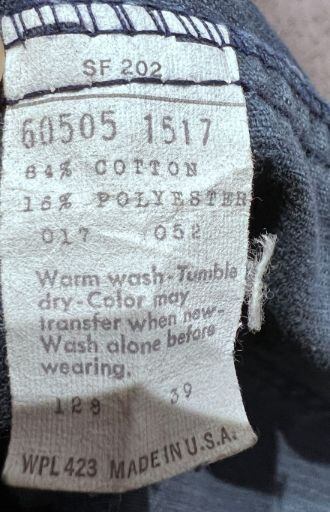 SF 202
60505 1517
84% COTTON
16% POLYESTER
017 052
Warm wash-Tumble
dry-Color may
transfer when new-
Wash alone before
wearing.
128 39
WPL 423 MADE IN U.S.A.